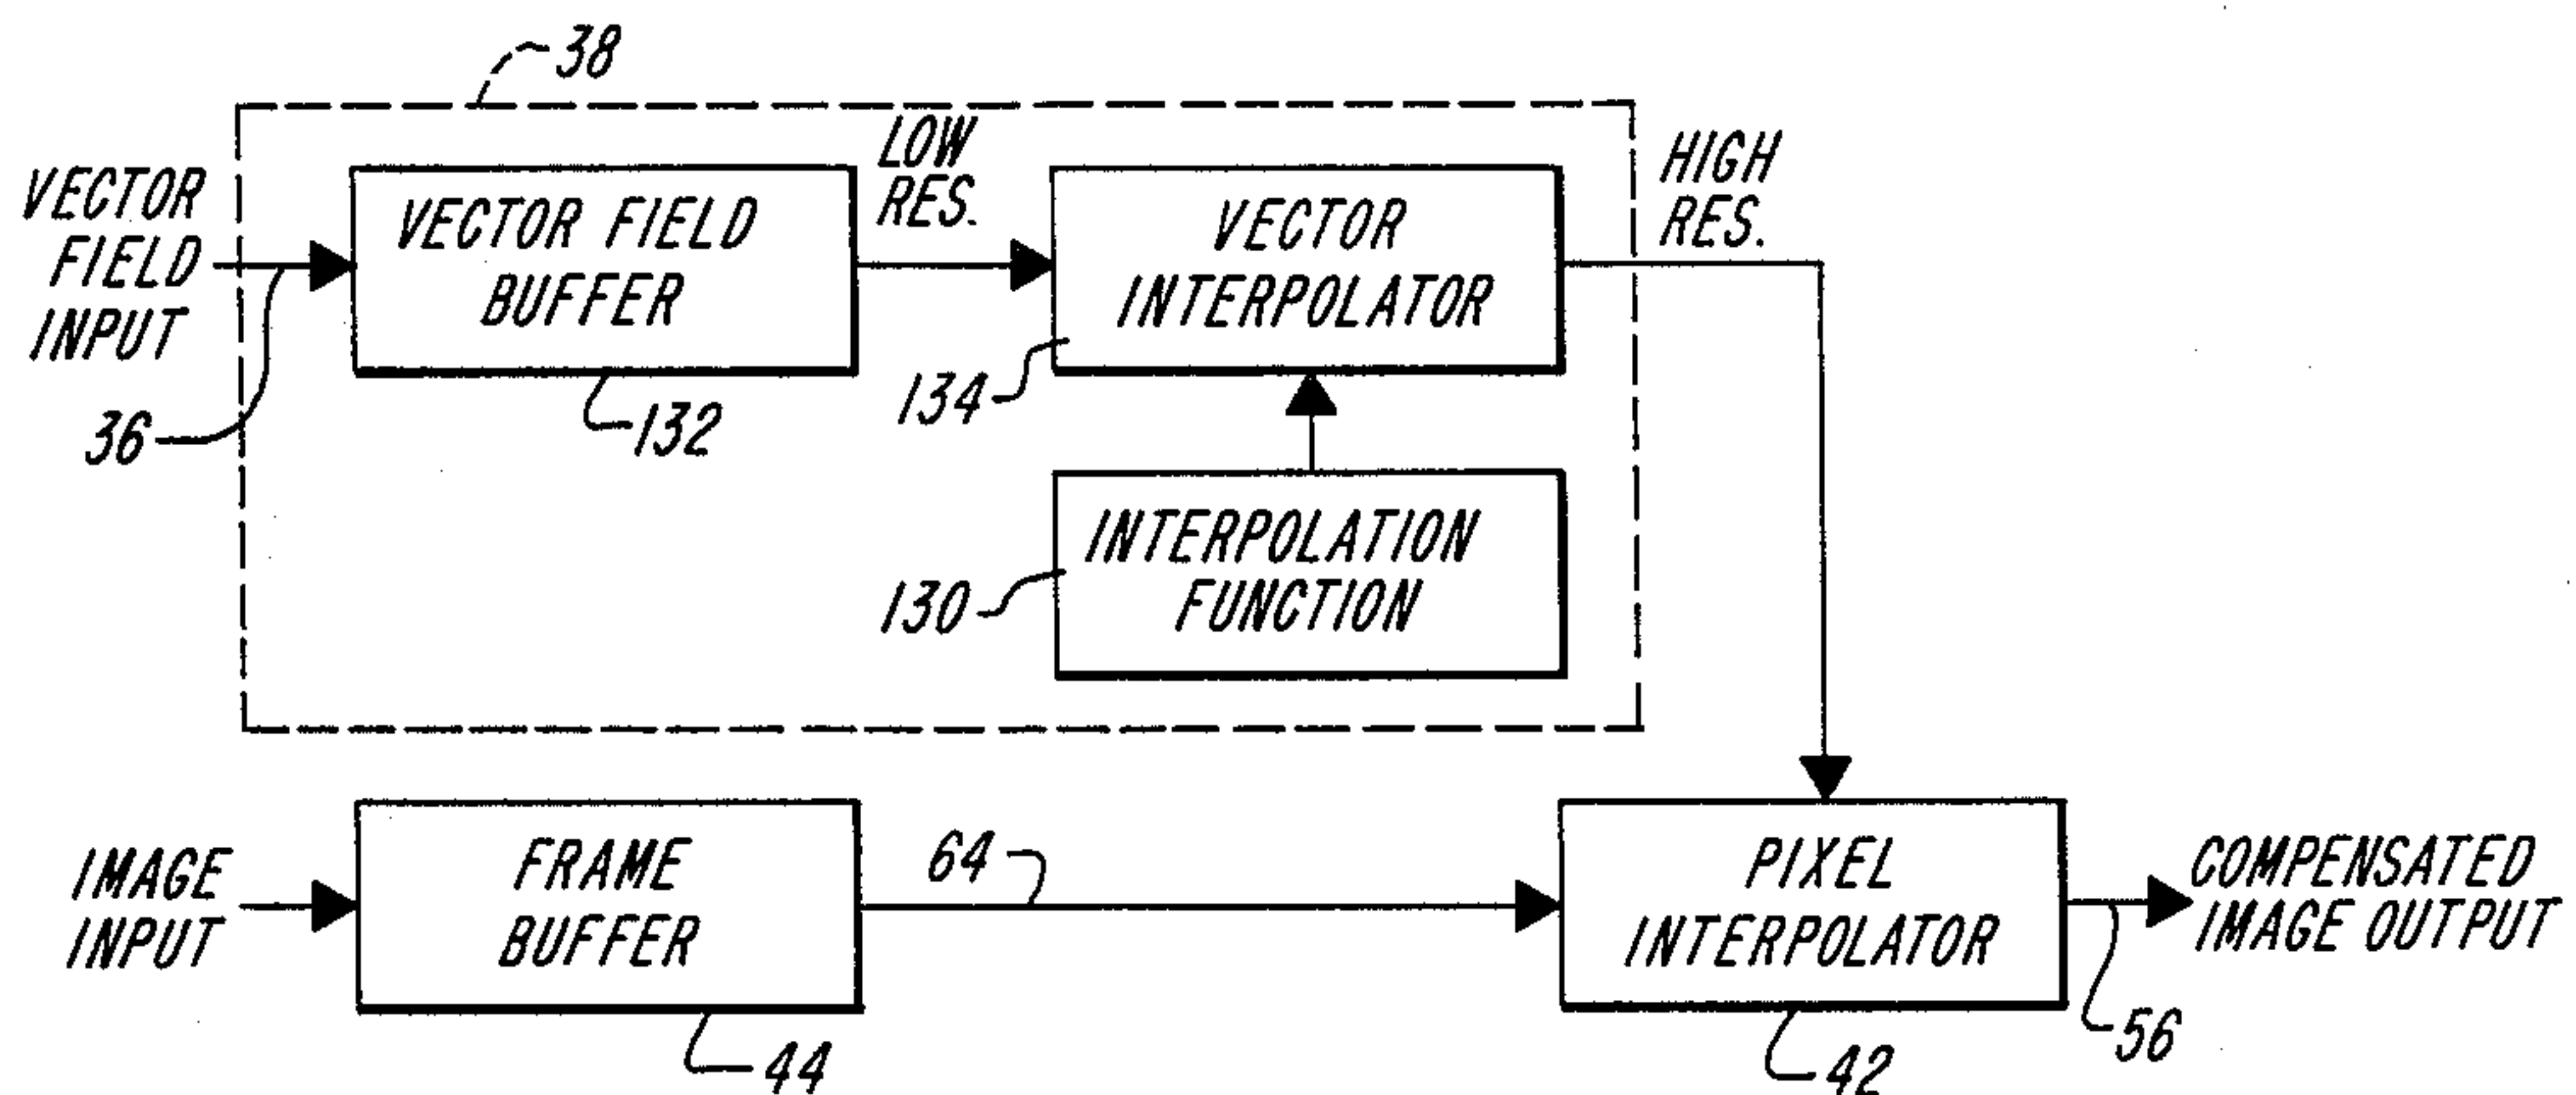 38
VECTOR
FIELD
INPUT
36
VECTOR FIELD
BUFFER
132
LOW
RES.
VECTOR
INTERPOLATOR
134
HIGH
RES.
INTERPOLATION
FUNCTION
130
IMAGE
INPUT
FRAME
BUFFER
44
64
PIXEL
INTERPOLATOR
42
COMPENSATED
IMAGE OUTPUT
56